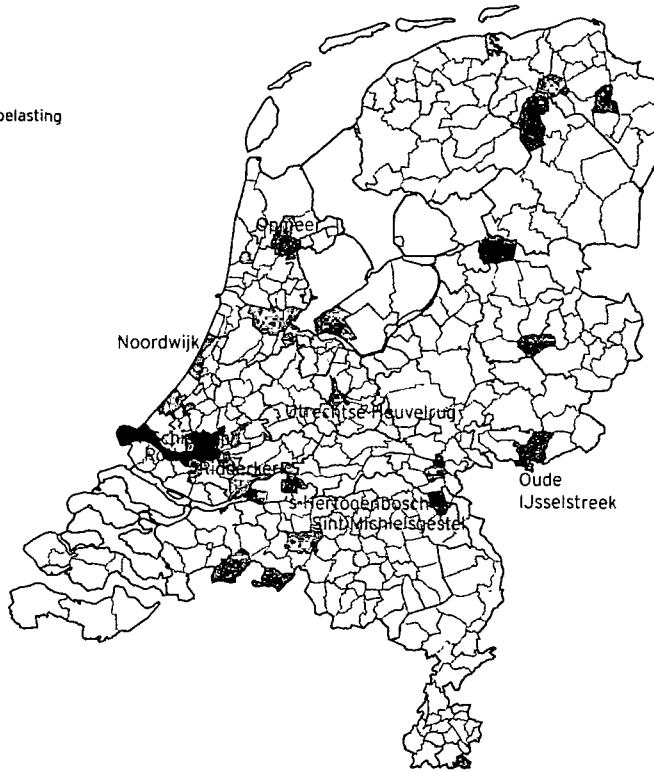 belasting
Opmeer
Noordwijk
Utrechtse Heuvelrug
Ridderkerk
Oude
IJsselstreek
's-Hertogenbosch
Sint-Michielsgestel